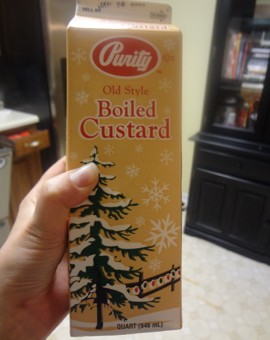 Purity
Old Style
Boiled
Custard
QUART (946 mL)